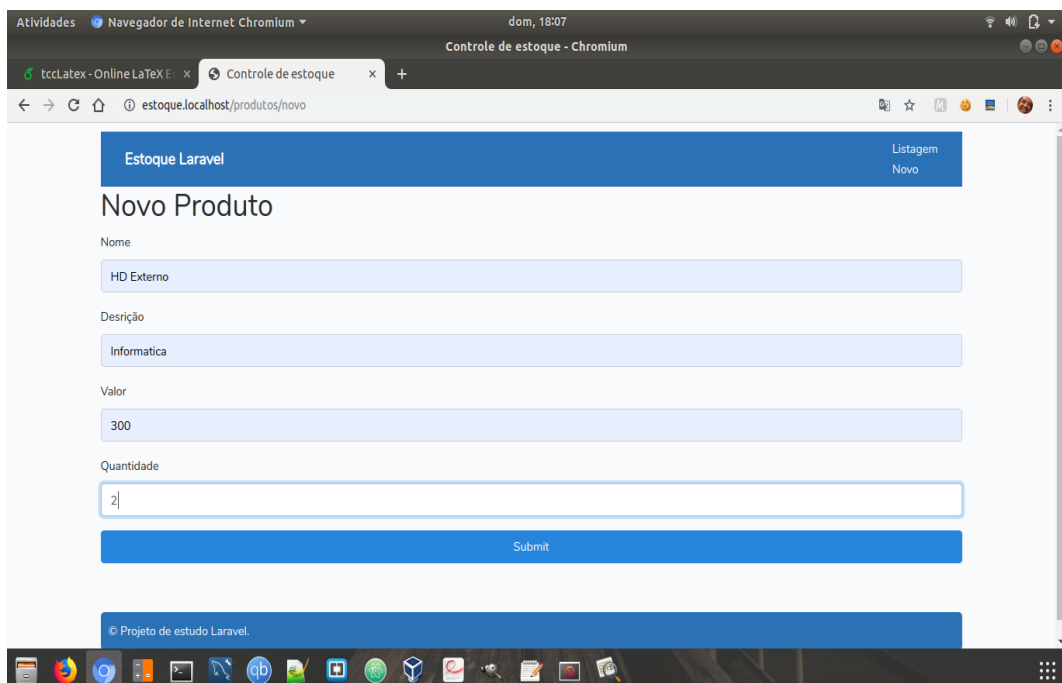 Atividades Navegador de Internet Chromium dom, 18:07
Controle de estoque - Chromium
tccLatex - Online LaTeX E Controle de estoque × +
estoque.localhost/produtos/novo
Estoque Laravel
Listagem
Novo
Novo Produto
Nome
HD Externo
Desrição
Informatica
Valor
300
Quantidade
2
Submit
© Projeto de estudo Laravel.
qb